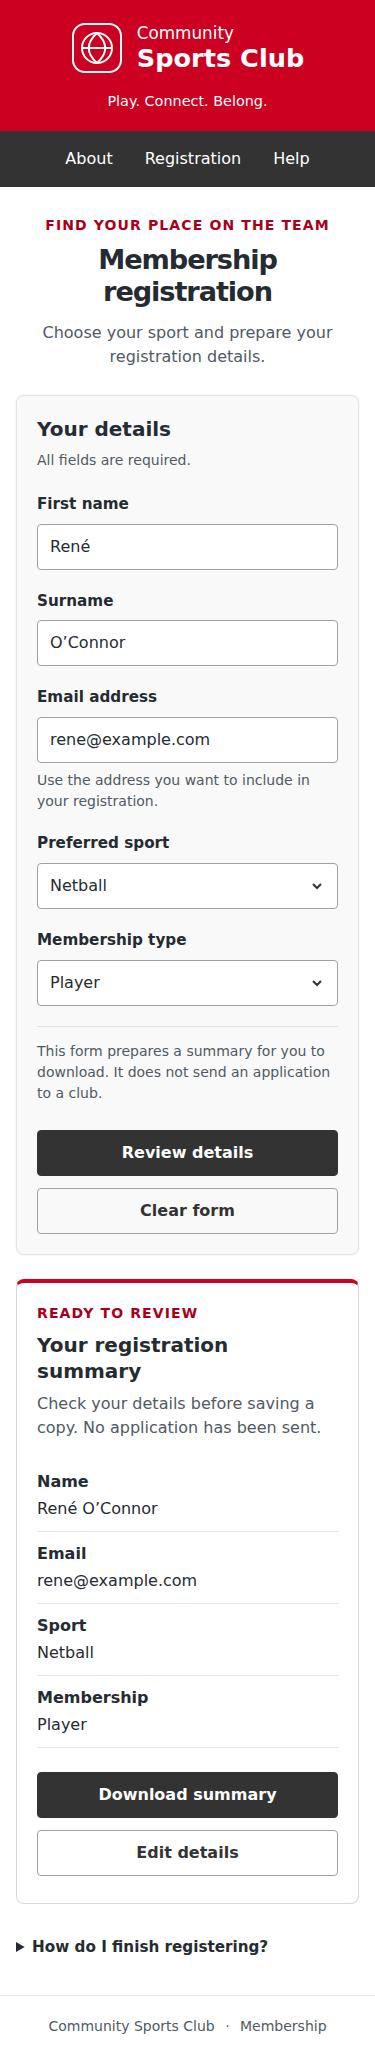 Community
Sports Club
Play. Connect. Belong.
About Registration Help
FIND YOUR PLACE ON THE TEAM
Membership
registration
Choose your sport and prepare your
registration details.
Your details
All fields are required.
First name
René
Surname
O’Connor
Email address
rene@example.com
Use the address you want to include in
your registration.
Preferred sport
Netball
Membership type
Player
This form prepares a summary for you to
download. It does not send an application
to a club.
Review details
Clear form
READY TO REVIEW
Your registration
summary
Check your details before saving a
copy. No application has been sent.
Name
René O’Connor
Email
rene@example.com
Sport
Netball
Membership
Player
Download summary
Edit details
How do I finish registering?
Community Sports Club · Membership